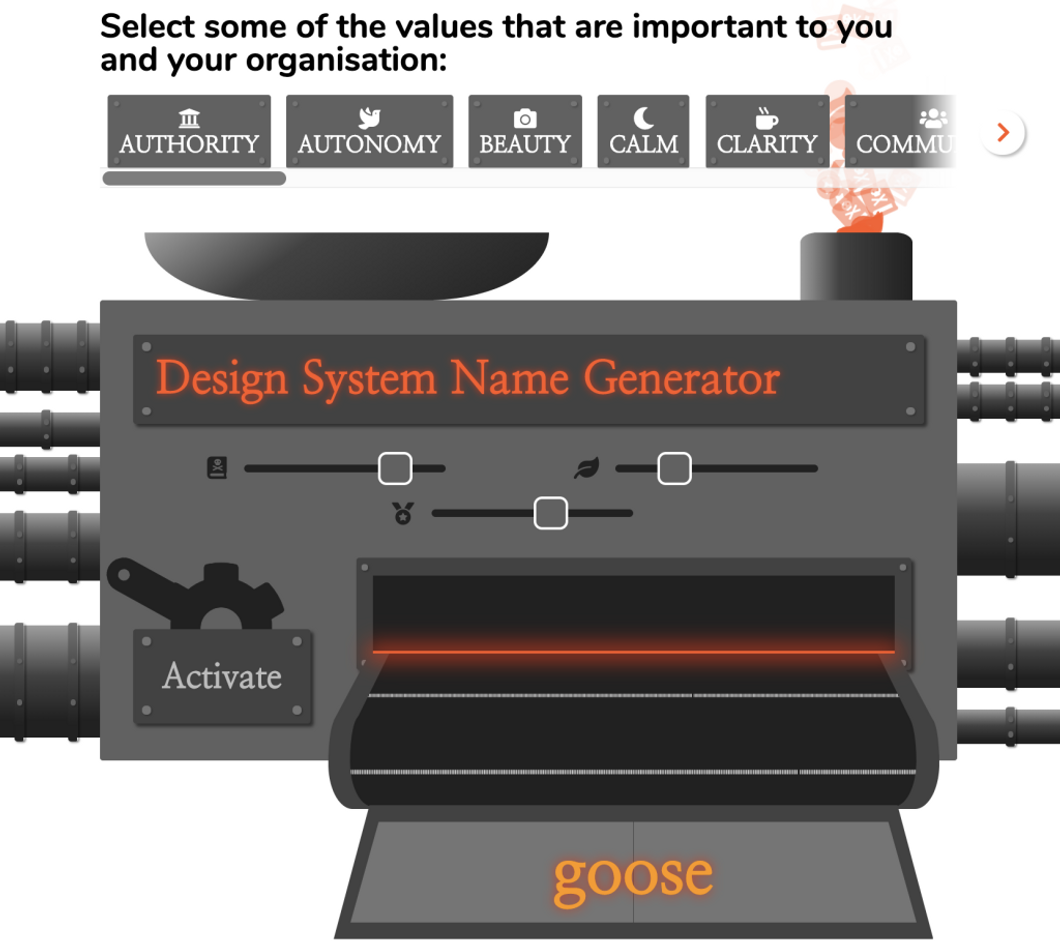 Select some of the values that are important to you
and your organisation:
AUTHORITY AUTONOMY BEAUTY CALM CLARITY COMMU
Design System Name Generator
Activate
goose